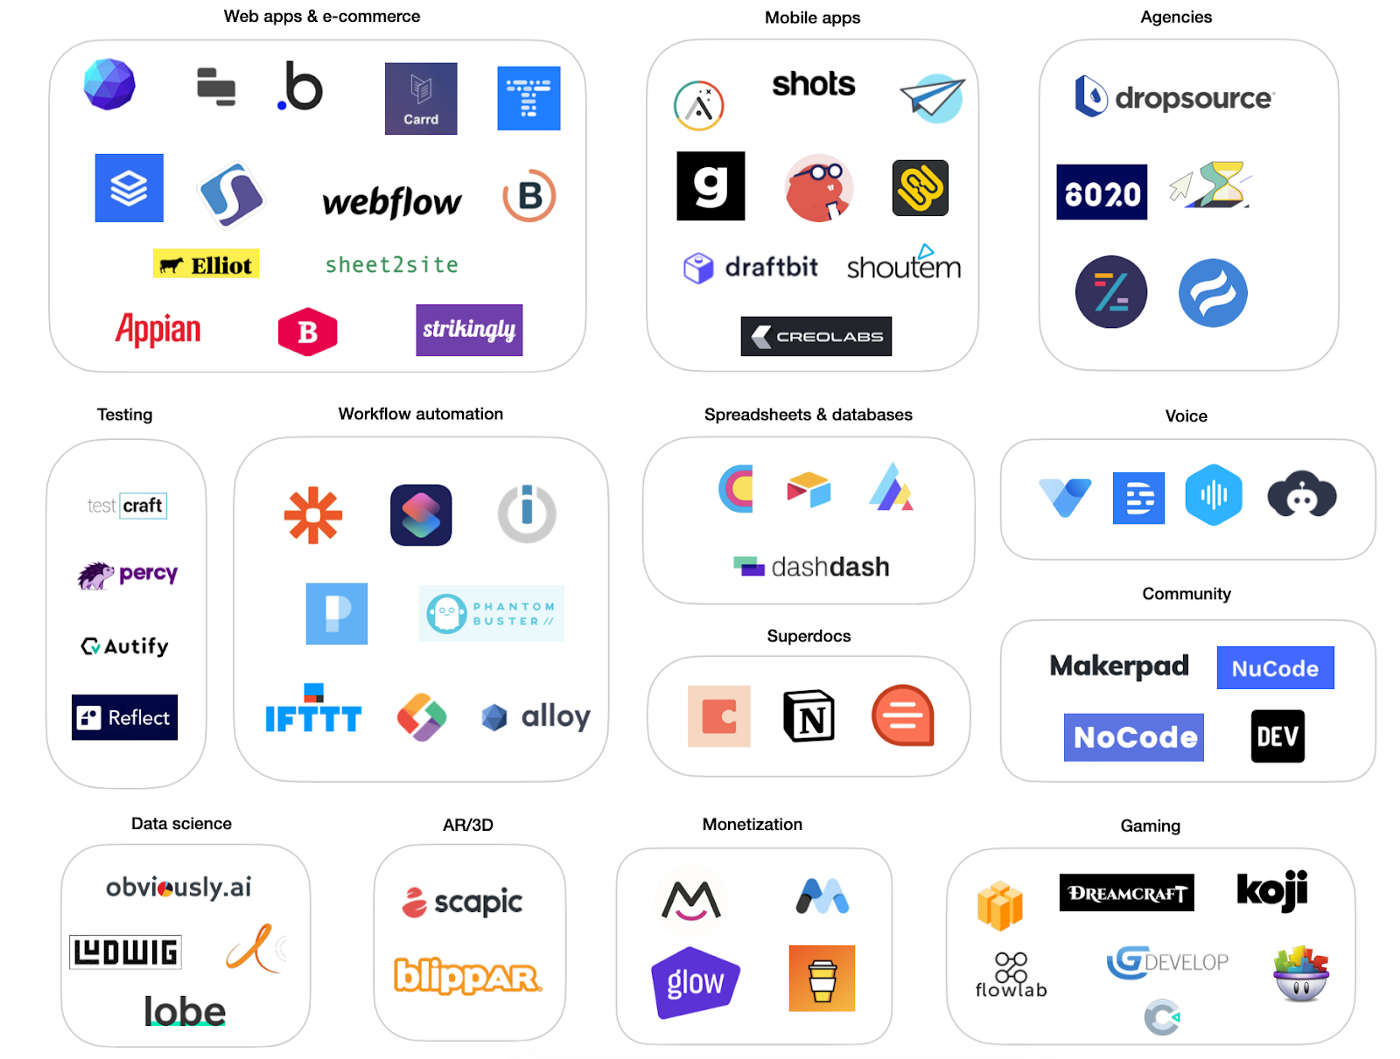 Web apps & e-commerce
Mobile apps
Agencies
.b
Carrd
shots
dropsource
g
8020
webflow
B
Elliot
sheet2site
draftbit
shoutem
Appian
B
strikingly
CREOLABS
Testing
Workflow automation
Spreadsheets & databases
Voice
test craft
percy
PHANTOM
BUSTER//
dashdash
Community
Superdocs
Makerpad
NuCode
Autify
Reflect
IFTTT
alloy
N
NoCode
DEV
Data science
AR/3D
Monetization
Gaming
obviously.ai
scapic
DREAMCRAFT
koji
LUDWIG
blippAR
glow
flowlab
GDEVELOP
lobe